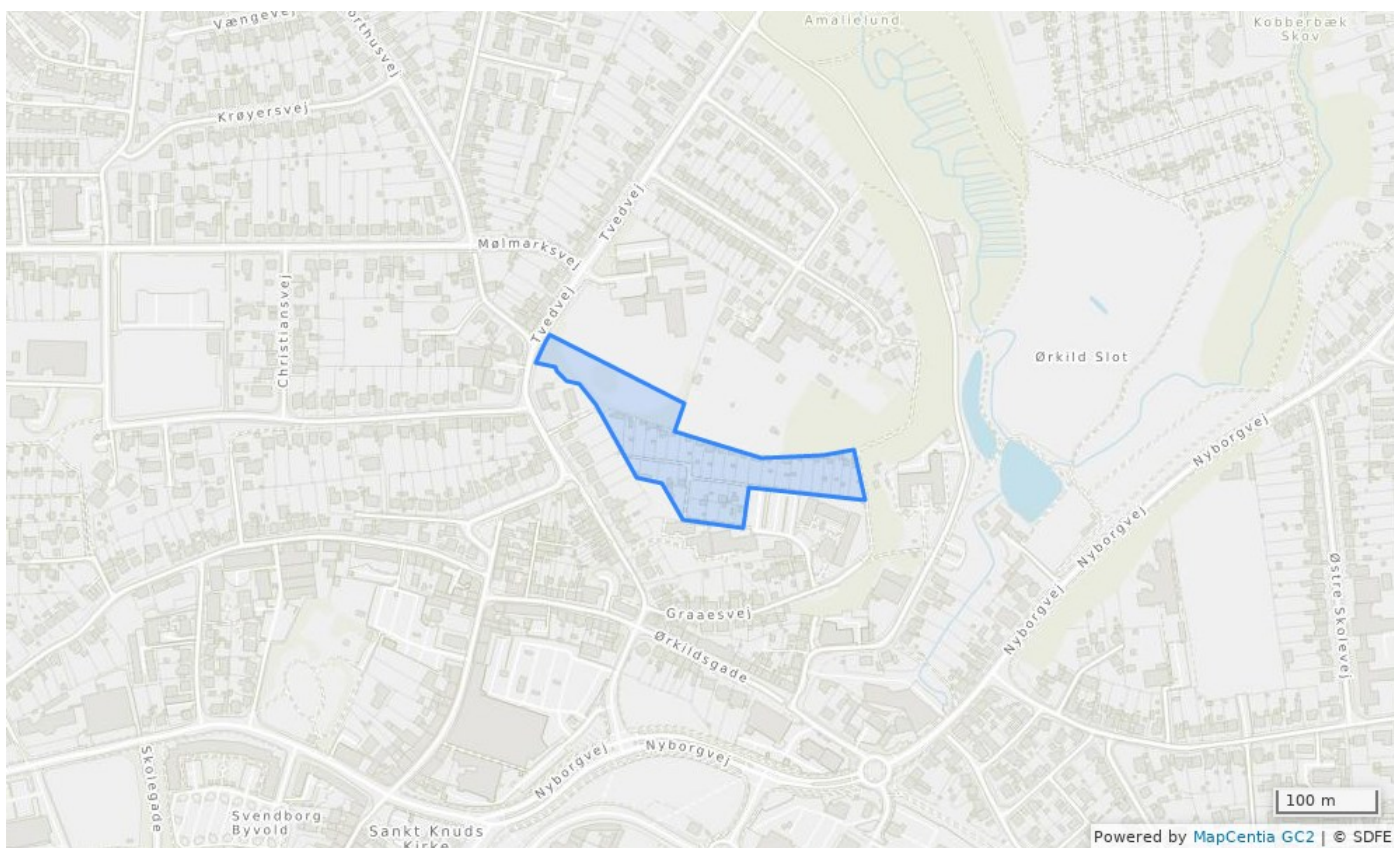 Vængevej
orthusvej
Amalielund
Kobberbæk
Skov
Krøyersvej
Tvedvej
Mølmarksvej
Tvedvej
Christiansvej
Ørkild Slot
Nyborgvej
Nyborgvej
Nyborgvej
Østre Skolevej
Graaesvej
Ørkildsgade
Nyborgvej
Nyborgvej
Skolegade
Svendborg
Byvold
Sankt Knuds
Kirke
100 m
Powered by MapCentia GC2 | © SDFE